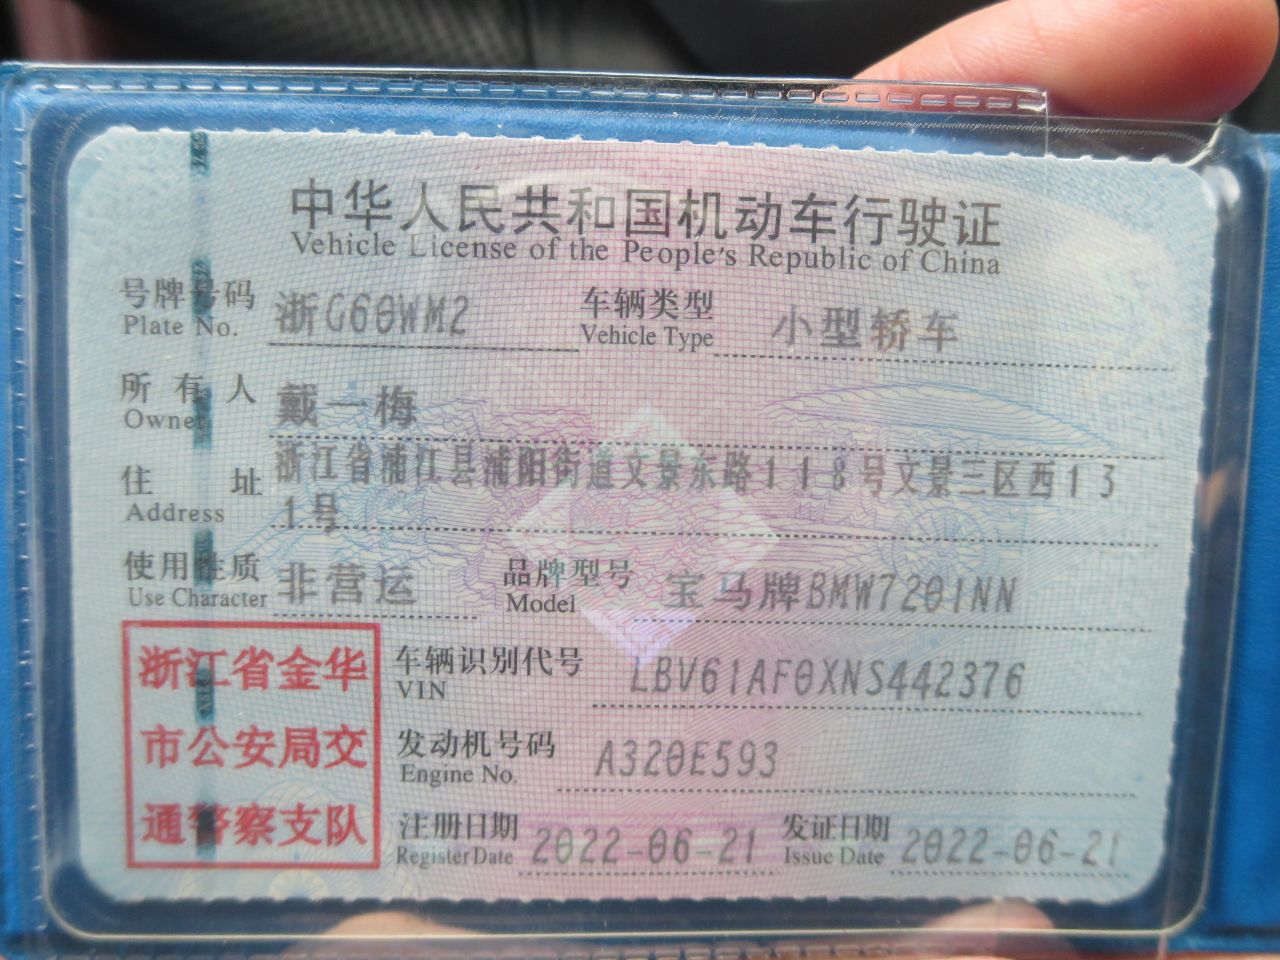 中华人民共和国机动车行驶证
Vehicle License of the People's Republic of China
号牌号码 浙G60WM2 车辆类型 小型轿车
Plate No. Vehicle Type
所有人 戴一梅
Owner
住址 浙江省浦江县浦阳街道文景东路118号文景三区西13
Address 1号
使用性质 非营运 品牌型号 宝马牌BMW7201NN
Use Character Model
浙江省金华
市公安局交
通警察支队
车辆识别代号 LBV61AF0XNS442376
VIN
发动机号码 A320E593
Engine No.
注册日期 2022-06-21 发证日期 2022-06-21
Register Date Issue Date